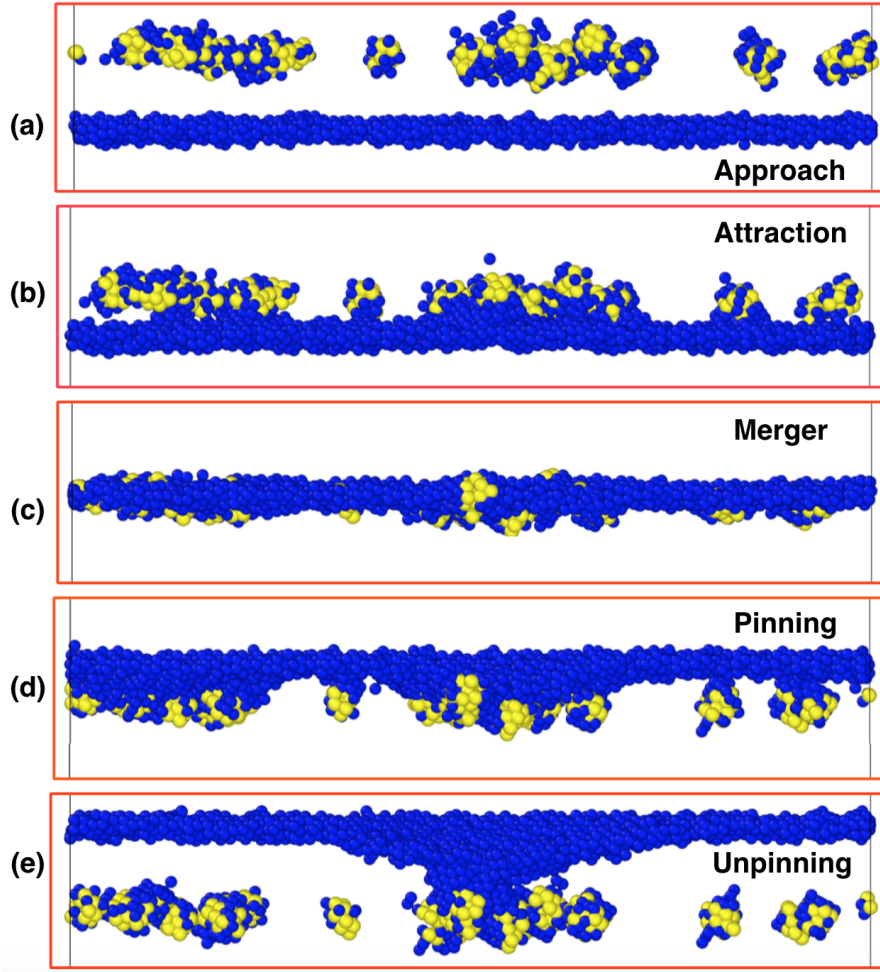 (a)
Approach
Attraction
(b)
Merger
(c)
Pinning
(d)
Unpinning
(e)